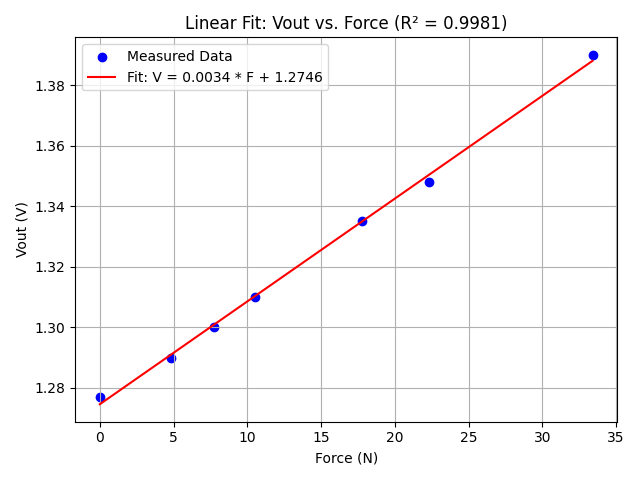 Linear Fit: Vout vs. Force (R² = 0.9981)
Measured Data
Fit: V = 0.0034 * F + 1.2746
Vout (V)
1.38
1.36
1.34
1.32
1.30
1.28
0 5 10 15 20 25 30 35
Force (N)